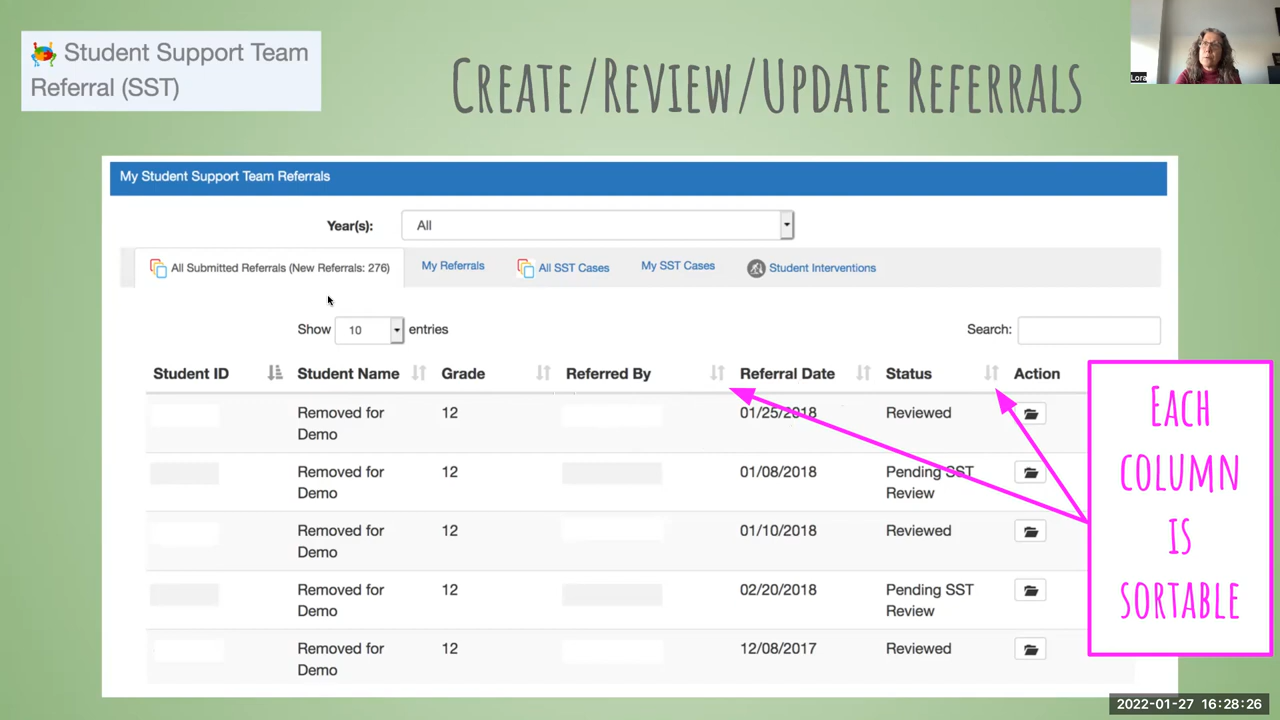 Student Support Team
Referral (SST)
CREATE/REVIEW/UPDATE REFERRALS
Lora
My Student Support Team Referrals
Year(s): All
All Submitted Referrals (New Referrals: 276) My Referrals All SST Cases My SST Cases Student Interventions
Show 10 entries Search:
Student ID Student Name Grade Referred By Referral Date Status Action
Removed for Demo 12 01/25/2018 Reviewed
Removed for Demo 12 01/08/2018 Pending SST Review
Removed for Demo 12 01/10/2018 Reviewed
Removed for Demo 12 02/20/2018 Pending SST Review
Removed for Demo 12 12/08/2017 Reviewed
EACH
COLUMN
IS
SORTABLE
2022-01-27 16:28:26